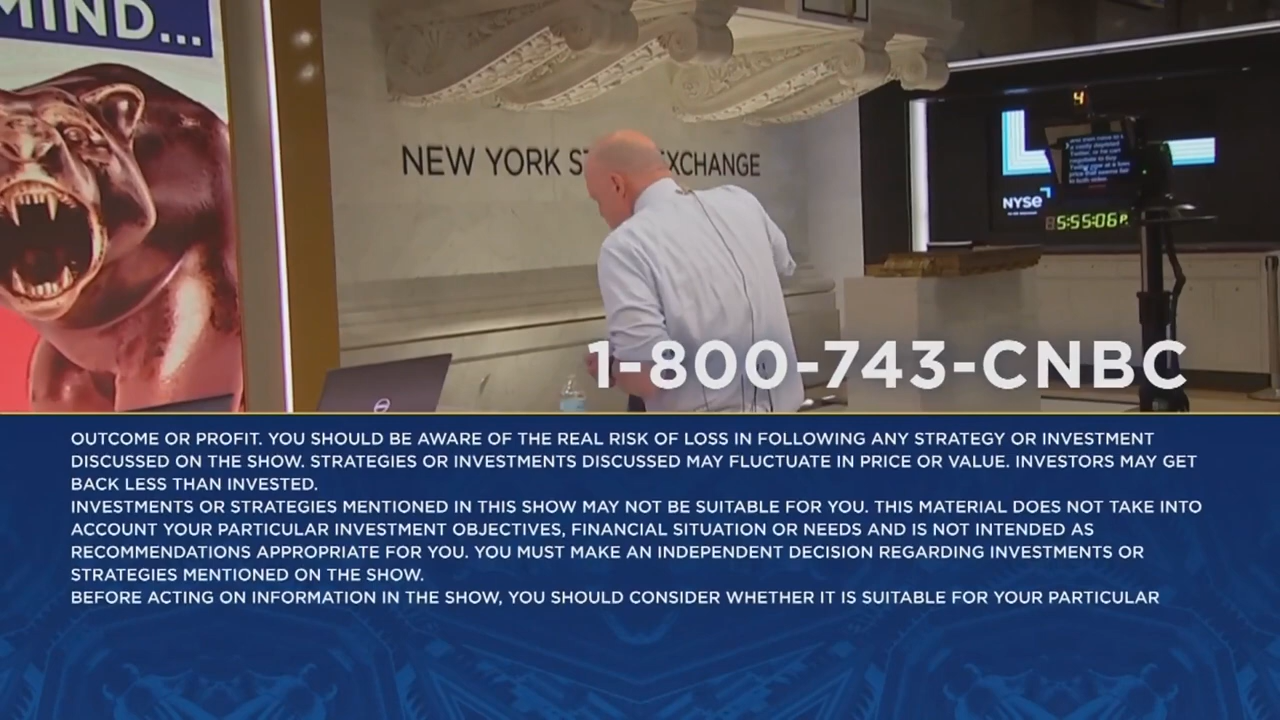 MIND...
NEW YORK ST EXCHANGE
4
NYSE
5:55:06 P
1-800-743-CNBC
OUTCOME OR PROFIT. YOU SHOULD BE AWARE OF THE REAL RISK OF LOSS IN FOLLOWING ANY STRATEGY OR INVESTMENT
DISCUSSED ON THE SHOW. STRATEGIES OR INVESTMENTS DISCUSSED MAY FLUCTUATE IN PRICE OR VALUE. INVESTORS MAY GET
BACK LESS THAN INVESTED.
INVESTMENTS OR STRATEGIES MENTIONED IN THIS SHOW MAY NOT BE SUITABLE FOR YOU. THIS MATERIAL DOES NOT TAKE INTO
ACCOUNT YOUR PARTICULAR INVESTMENT OBJECTIVES, FINANCIAL SITUATION OR NEEDS AND IS NOT INTENDED AS
RECOMMENDATIONS APPROPRIATE FOR YOU. YOU MUST MAKE AN INDEPENDENT DECISION REGARDING INVESTMENTS OR
STRATEGIES MENTIONED ON THE SHOW.
BEFORE ACTING ON INFORMATION IN THE SHOW, YOU SHOULD CONSIDER WHETHER IT IS SUITABLE FOR YOUR PARTICULAR